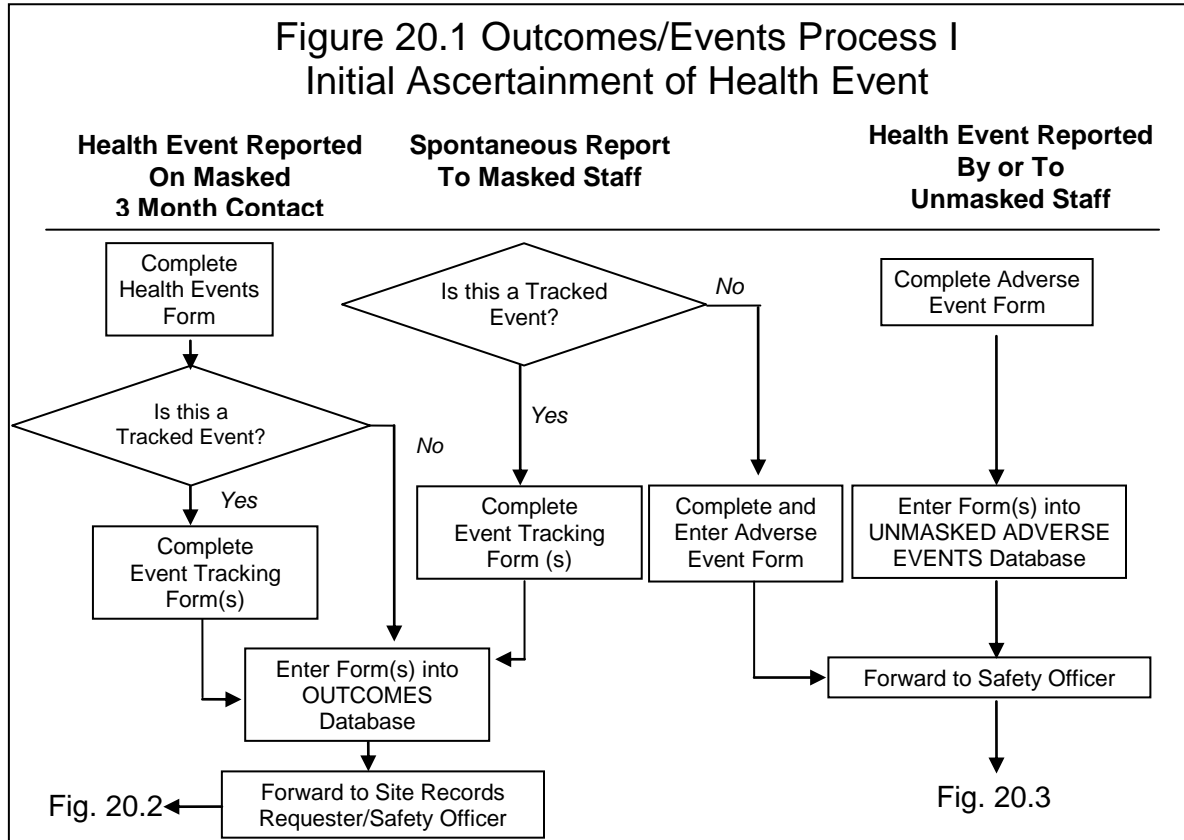 Figure 20.1 Outcomes/Events Process I
Initial Ascertainment of Health Event
Health Event Reported
On Masked
3 Month Contact
Spontaneous Report
To Masked Staff
Health Event Reported
By or To
Unmasked Staff
Complete
Health Events
Form
Is this a Tracked
Event?
No
Complete Adverse
Event Form
Is this a
Tracked Event?
No
Yes
Yes
Complete
Event Tracking
Form(s)
Complete
Event Tracking
Form (s)
Complete and
Enter Adverse
Event Form
Enter Form(s) into
UNMASKED ADVERSE
EVENTS Database
Enter Form(s) into
OUTCOMES
Database
Forward to Safety Officer
Forward to Site Records
Requester/Safety Officer
Fig. 20.2
Fig. 20.3